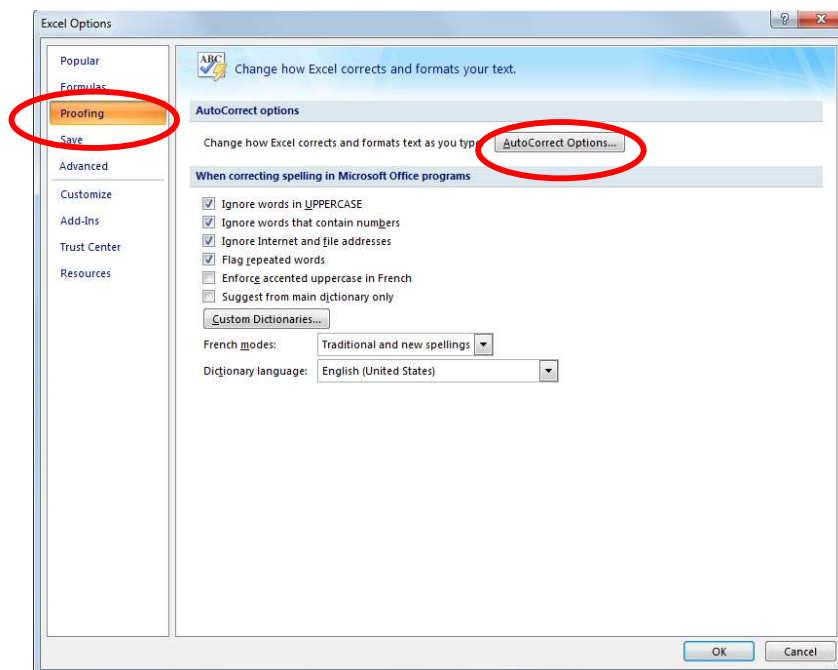 Excel Options
Popular
Formulas
Proofing
Save
Advanced
Customize
Add-Ins
Trust Center
Resources
ABC
Change how Excel corrects and formats your text.
AutoCorrect options
Change how Excel corrects and formats text as you type
AutoCorrect Options...
When correcting spelling in Microsoft Office programs
Ignore words in UPPERCASE
Ignore words that contain numbers
Ignore Internet and file addresses
Flag repeated words
Enforce accented uppercase in French
Suggest from main dictionary only
Custom Dictionaries...
French modes: Traditional and new spellings
Dictionary language: English (United States)
OK Cancel